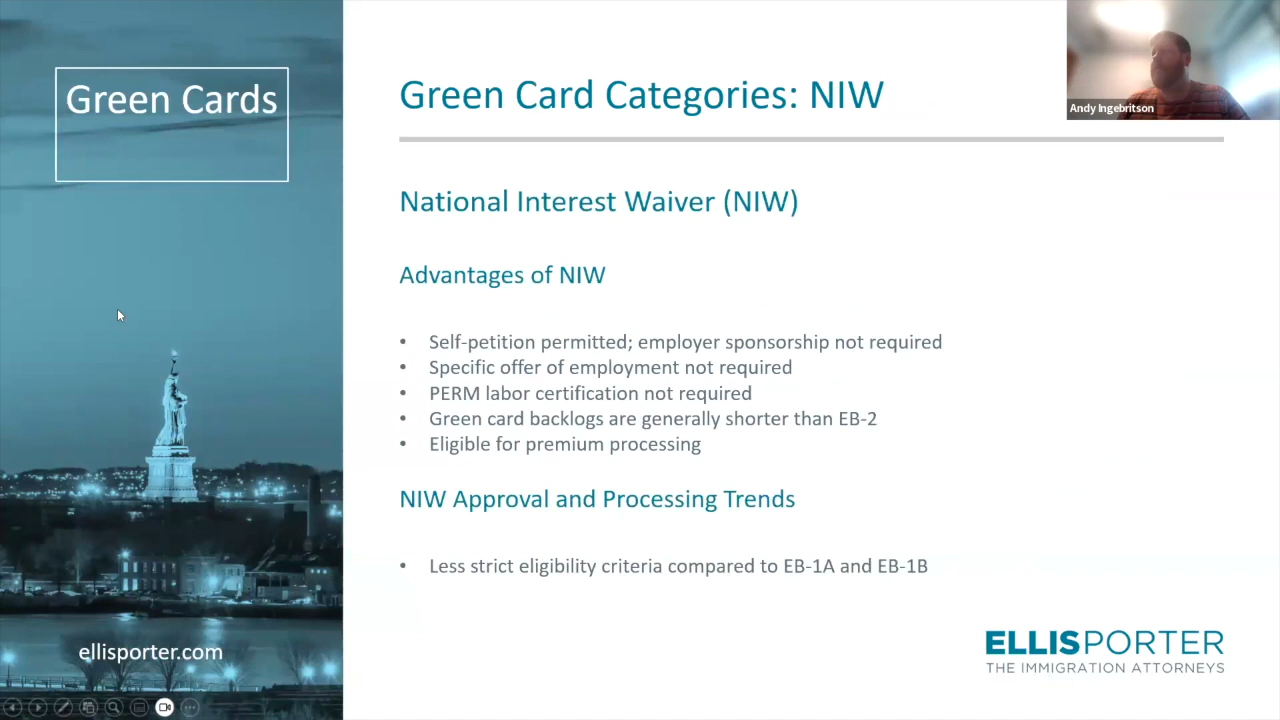 Green Cards
Green Card Categories: NIW
Andy Ingebritson
National Interest Waiver (NIW)
Advantages of NIW
• Self-petition permitted; employer sponsorship not required
• Specific offer of employment not required
• PERM labor certification not required
• Green card backlogs are generally shorter than EB-2
• Eligible for premium processing
NIW Approval and Processing Trends
• Less strict eligibility criteria compared to EB-1A and EB-1B
ellisporter.com
ELLISPORTER
THE IMMIGRATION ATTORNEYS